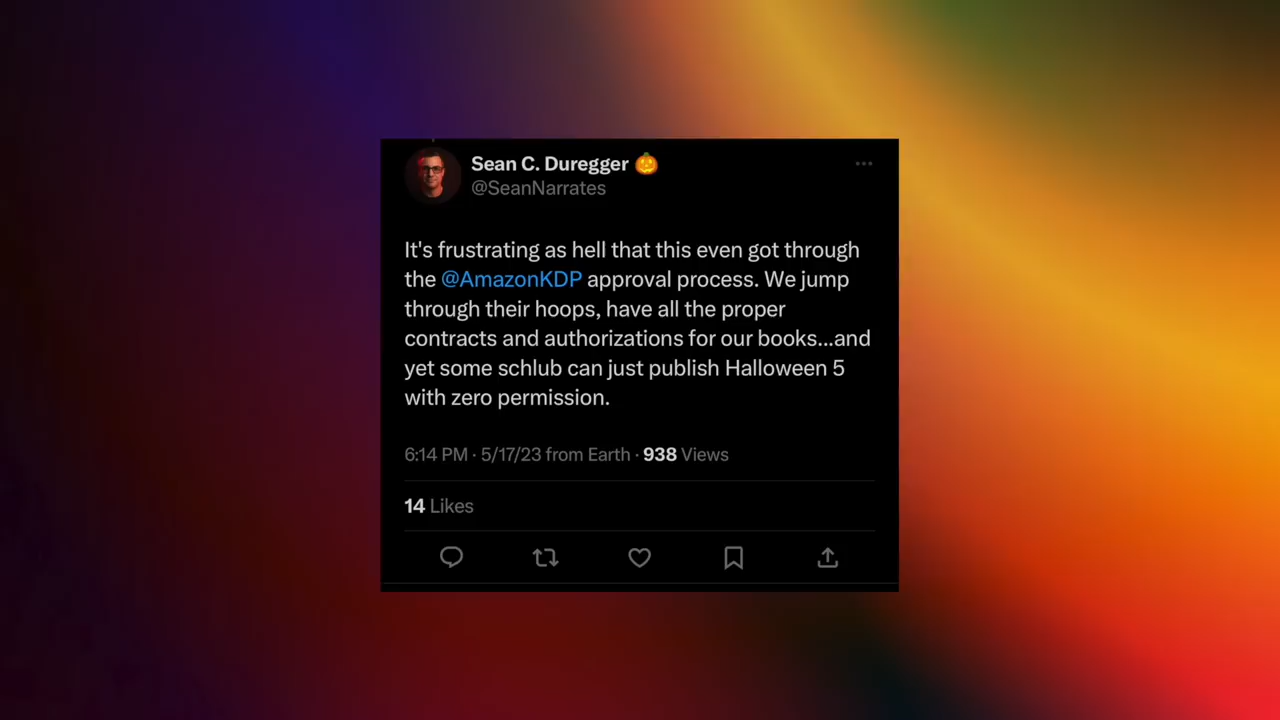 Sean C. Duregger 🎃
@SeanNarrates
It's frustrating as hell that this even got through
the @AmazonKDP approval process. We jump
through their hoops, have all the proper
contracts and authorizations for our books...and
yet some schlub can just publish Halloween 5
with zero permission.
6:14 PM · 5/17/23 from Earth · 938 Views
14 Likes